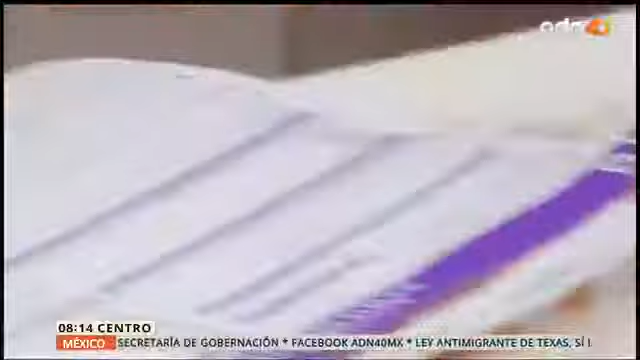 adn40
08:14 CENTRO
MÉXICO SECRETARÍA DE GOBERNACIÓN * FACEBOOK ADN40MX * LEY ANTIMIGRANTE DE TEXAS, SÍ